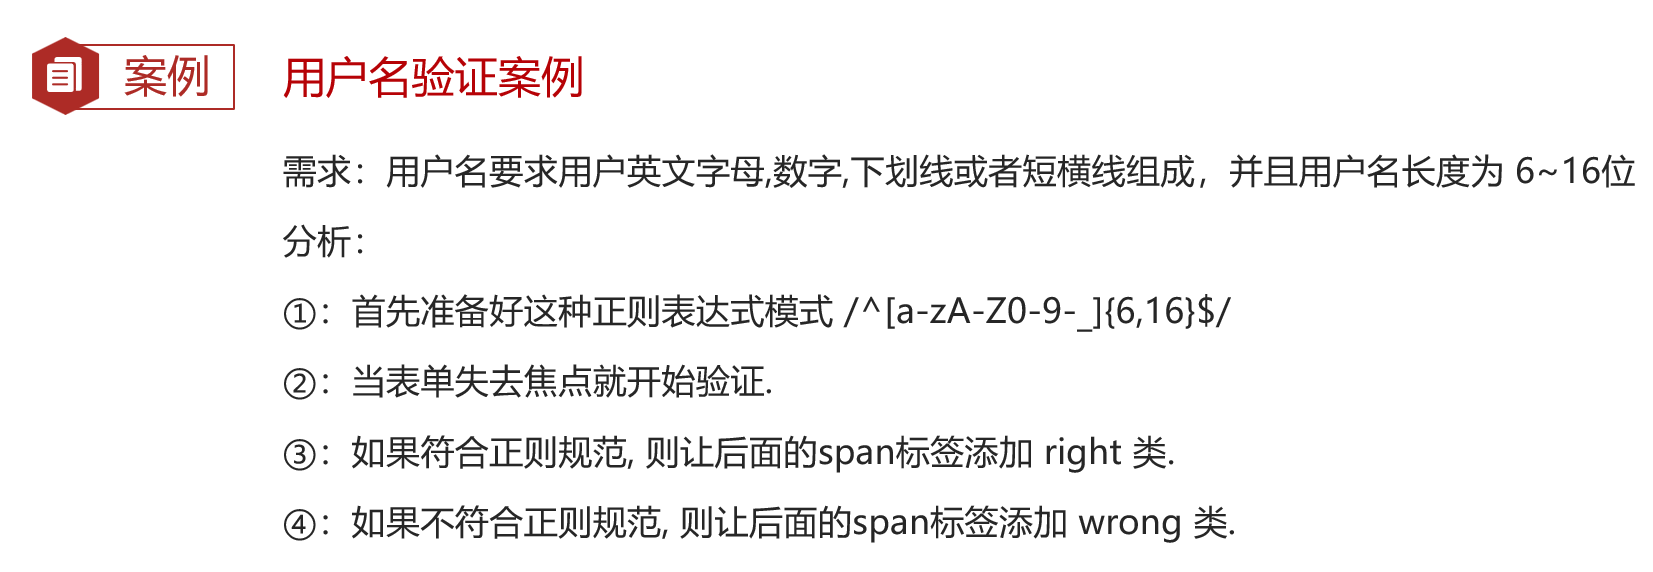 案例
用户名验证案例
需求：用户名要求用户英文字母,数字,下划线或者短横线组成，并且用户名长度为 6~16位
分析：
①：首先准备好这种正则表达式模式 /^[a-zA-Z0-9-_]{6,16}$/
②：当表单失去焦点就开始验证.
③：如果符合正则规范, 则让后面的span标签添加 right 类.
④：如果不符合正则规范, 则让后面的span标签添加 wrong 类.